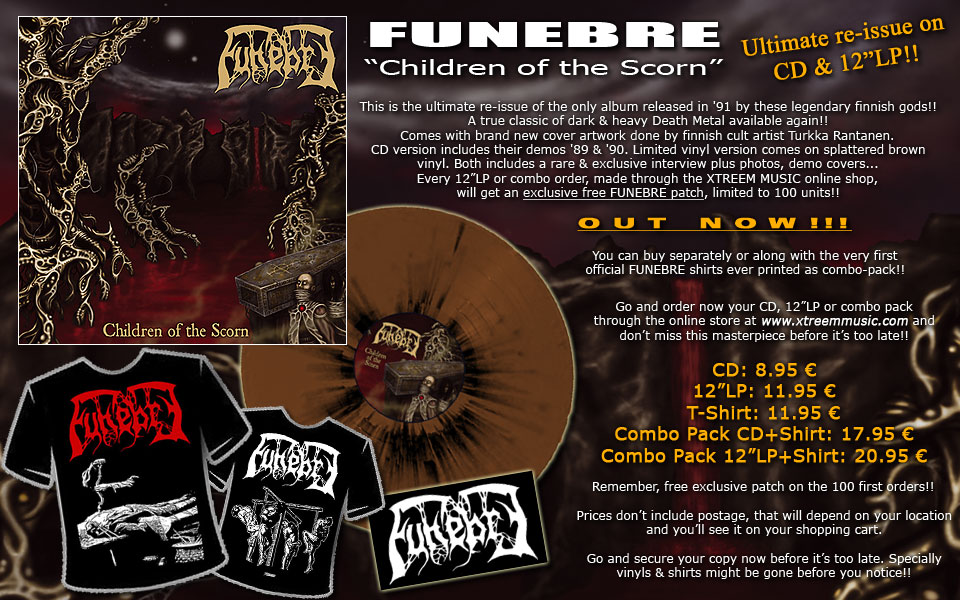 Funebre
Children of the Scorn
FUNEBRE
“Children of the Scorn”
Ultimate re-issue on
CD & 12”LP!!
This is the ultimate re-issue of the only album released in '91 by these legendary finnish gods!!
A true classic of dark & heavy Death Metal available again!!
Comes with brand new cover artwork done by finnish cult artist Turkka Rantanen.
CD version includes their demos '89 & '90. Limited vinyl version comes on splattered brown
vinyl. Both includes a rare & exclusive interview plus photos, demo covers...
Every 12”LP or combo order, made through the XTREEM MUSIC online shop,
will get an exclusive free FUNEBRE patch, limited to 100 units!!
OUT NOW!!!
You can buy separately or along with the very first
official FUNEBRE shirts ever printed as combo-pack!!
Go and order now your CD, 12”LP or combo pack
through the online store at www.xtreemmusic.com and
don’t miss this masterpiece before it’s too late!!
CD: 8.95 €
12”LP: 11.95 €
T-Shirt: 11.95 €
Combo Pack CD+Shirt: 17.95 €
Combo Pack 12”LP+Shirt: 20.95 €
Remember, free exclusive patch on the 100 first orders!!
Prices don’t include postage, that will depend on your location
and you’ll see it on your shopping cart.
Go and secure your copy now before it’s too late. Specially
vinyls & shirts might be gone before you notice!!
Funebre
Children
of the
Scorn
Funebre
Funebre
Funebre